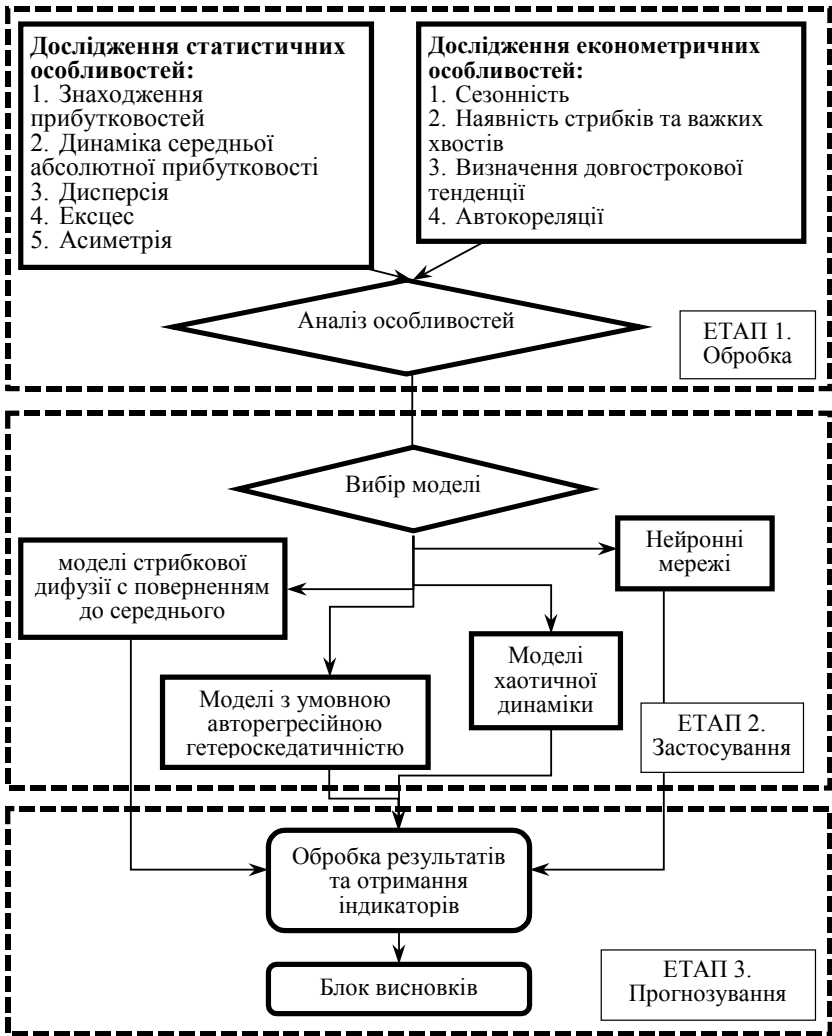 Дослідження статистичних
особливостей:
1. Знаходження
прибутковостей
2. Динаміка середньої
абсолютної прибутковості
3. Дисперсія
4. Ексцес
5. Асиметрія
Дослідження економетричних
особливостей:
1. Сезонність
2. Наявність стрибків та важких
хвостів
3. Визначення довгострокової
тенденції
4. Автокореляції
Аналіз особливостей
ЕТАП 1.
Обробка
Вибір моделі
моделі стрибкової
дифузії с поверненням
до середнього
Нейронні
мережі
Моделі з умовною
авторегресійною
гетероскедатичністю
Моделі
хаотичної
динаміки
ЕТАП 2.
Застосування
Обробка результатів
та отримання
індикаторів
Блок висновків
ЕТАП 3.
Прогнозування